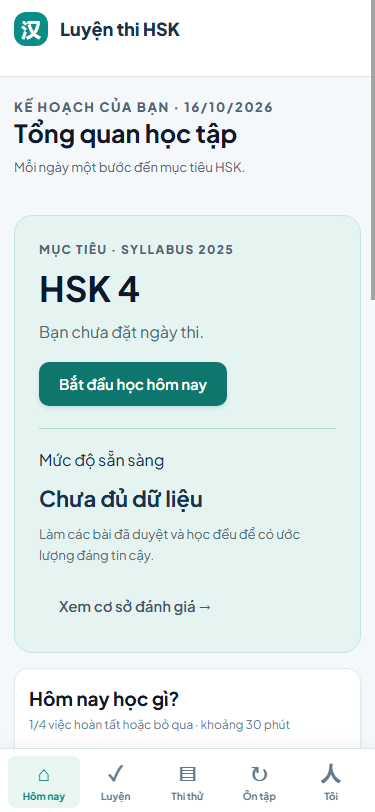 汉 Luyện thi HSK
KẾ HOẠCH CỦA BẠN · 16/10/2026
Tổng quan học tập
Mỗi ngày một bước đến mục tiêu HSK.
MỤC TIÊU · SYLLABUS 2025
HSK 4
Bạn chưa đặt ngày thi.
Bắt đầu học hôm nay
Mức độ sẵn sàng
Chưa đủ dữ liệu
Làm các bài đã duyệt và học đều để có ước
lượng đáng tin cậy.
Xem cơ sở đánh giá →
Hôm nay học gì?
1/4 việc hoàn tất hoặc bỏ qua · khoảng 30 phút
⌂ ✓ ▤ ↻ 人
Hôm nay Luyện Thi thử Ôn tập Tôi